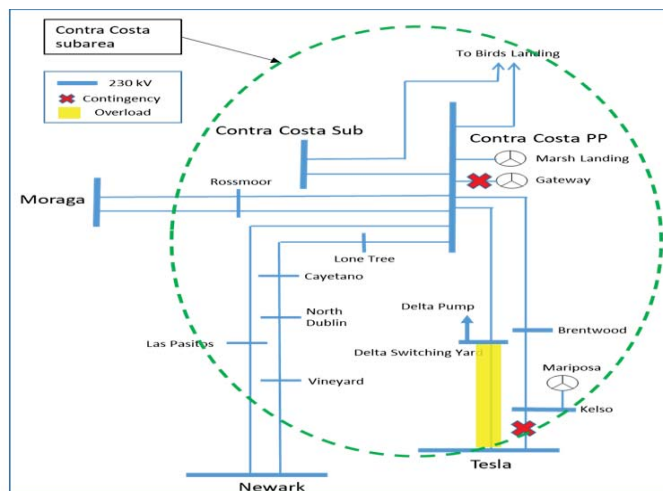 Contra Costa
subarea
To Birds Landing
230 kV
Contingency
Overload
Contra Costa Sub
Contra Costa PP
Marsh Landing
Gateway
Rossmoor
Moraga
Lone Tree
Cayetano
North
Dublin
Delta Pump
Brentwood
Las Pasitos
Delta Switching Yard
Mariposa
Vineyard
Kelso
Tesla
Newark